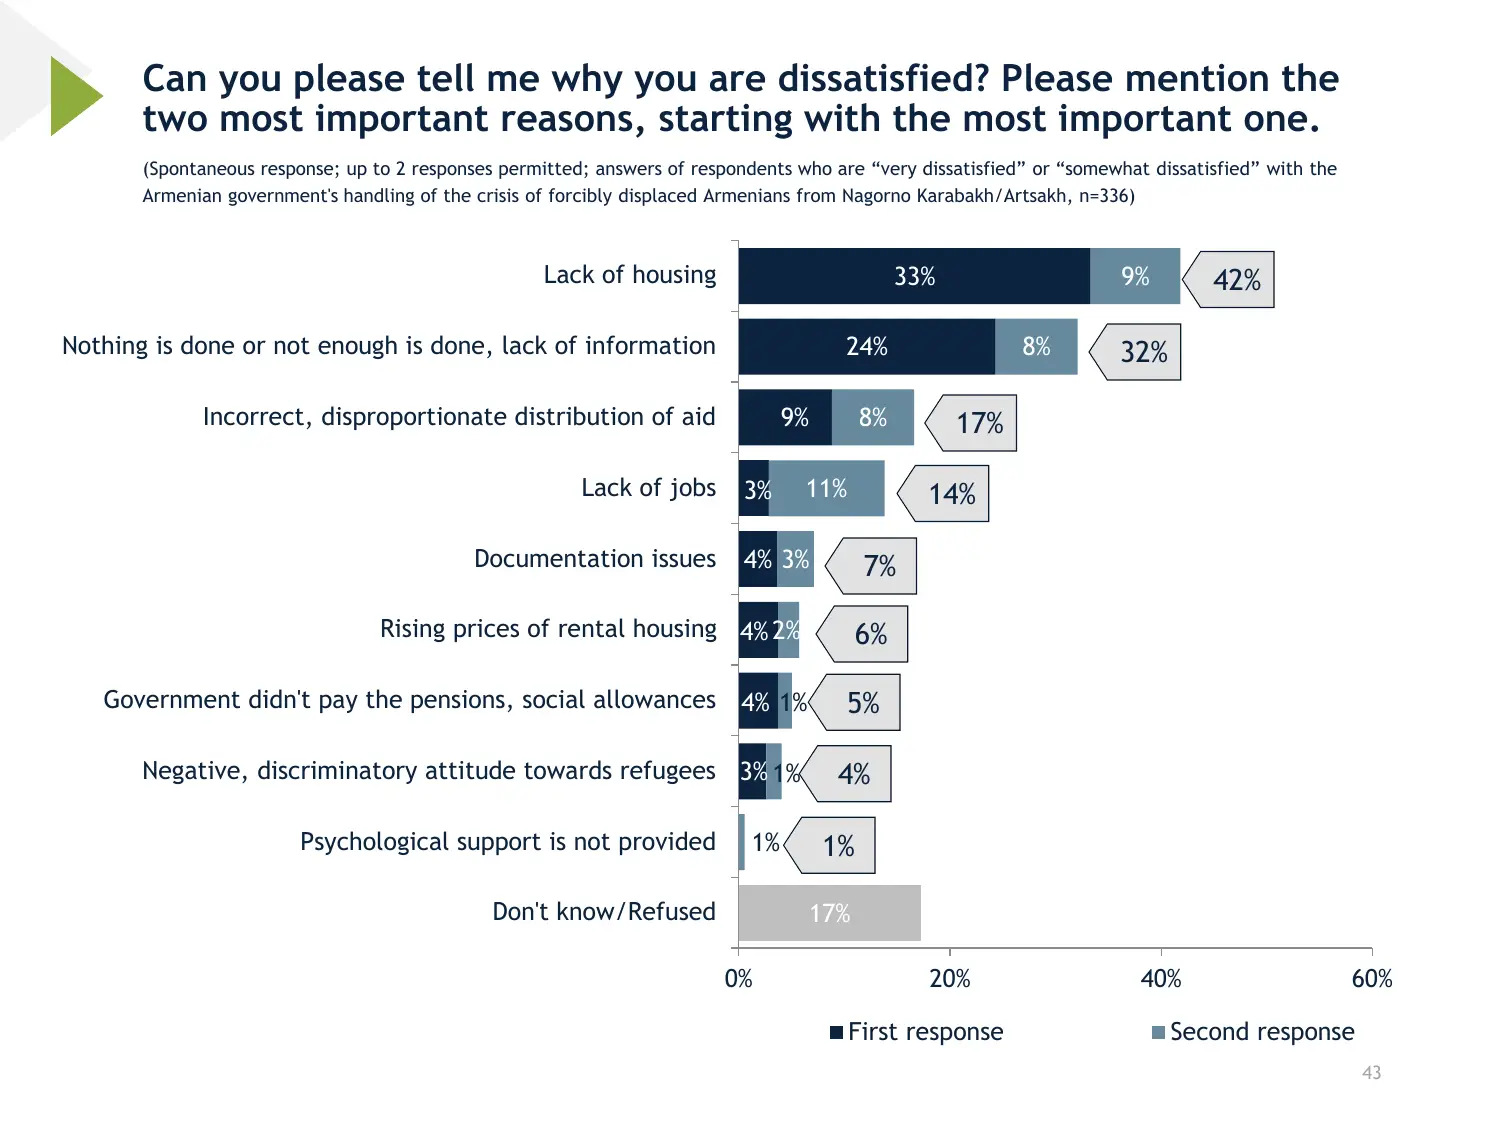 Can you please tell me why you are dissatisfied? Please mention the
two most important reasons, starting with the most important one.
(Spontaneous response; up to 2 responses permitted; answers of respondents who are “very dissatisfied” or “somewhat dissatisfied” with the
Armenian government's handling of the crisis of forcibly displaced Armenians from Nagorno Karabakh/Artsakh, n=336)
Lack of housing 33% 9% 42%
Nothing is done or not enough is done, lack of information 24% 8% 32%
Incorrect, disproportionate distribution of aid 9% 8% 17%
Lack of jobs 3% 11% 14%
Documentation issues 4% 3% 7%
Rising prices of rental housing 4% 2% 6%
Government didn't pay the pensions, social allowances 4% 1% 5%
Negative, discriminatory attitude towards refugees 3% 1% 4%
Psychological support is not provided 1% 1%
Don't know/Refused 17%
0% 20% 40% 60%
First response Second response
43